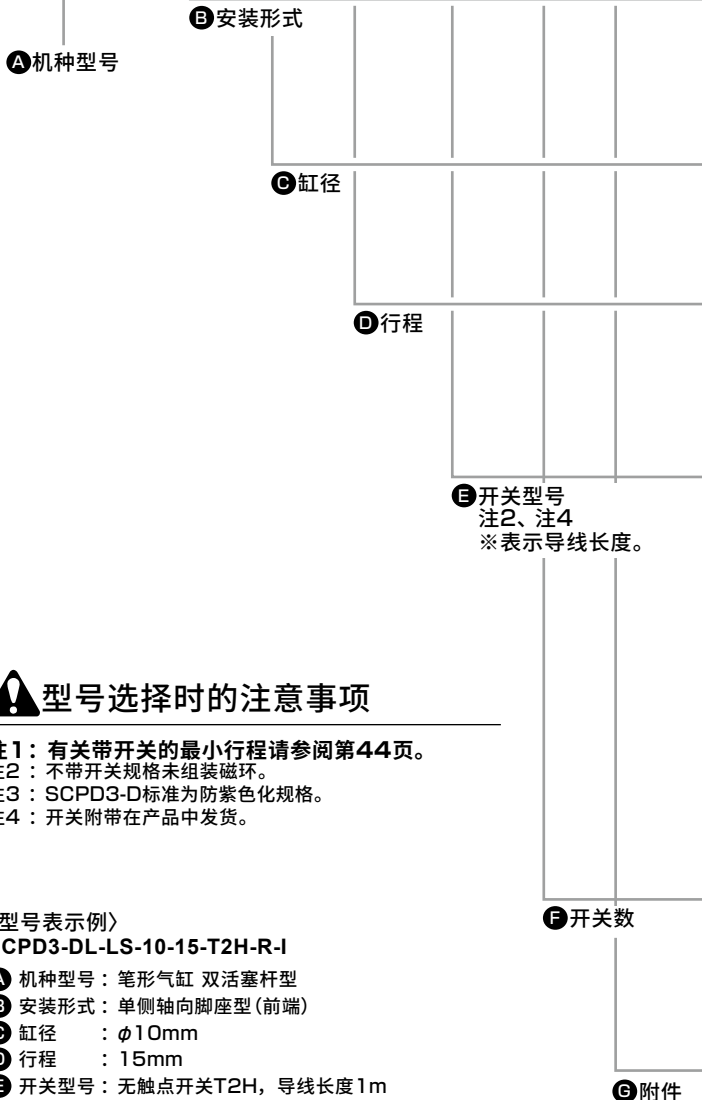 B安装形式
A机种型号
C缸径
D行程
E开关型号
注2、注4
※表示导线长度。
型号选择时的注意事项
注1：有关带开关的最小行程请参阅第44页。
注2：不带开关规格未组装磁环。
注3：SCPD3-D标准为防紫色化规格。
注4：开关附带在产品中发货。
F开关数
型号表示例〉
CPD3-DL-LS-10-15-T2H-R-I
A 机种型号：笔形气缸 双活塞杆型
B 安装形式：单侧轴向脚座型（前端）
C 缸径 ：φ10mm
D 行程 ：15mm
E 开关型号：无触点开关T2H，导线长度1m
G附件